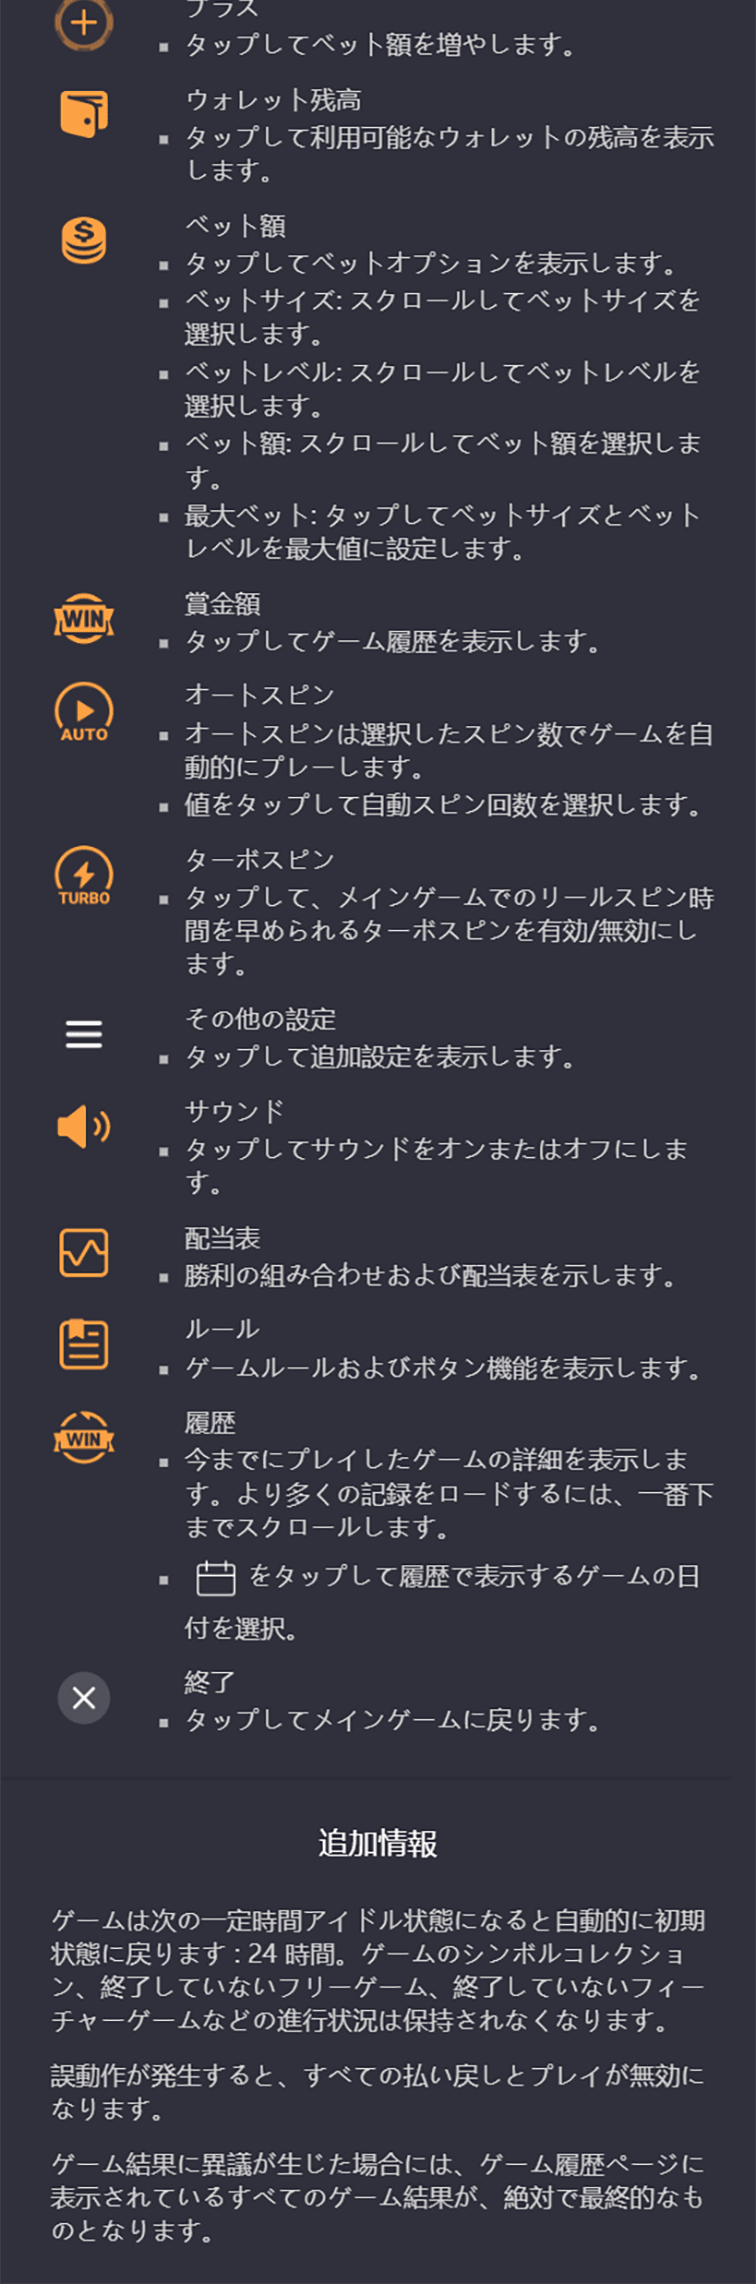 プラス
▪ タップしてベット額を増やします。
ウォレット残高
▪ タップして利用可能なウォレットの残高を表示
します。
ベット額
▪ タップしてベットオプションを表示します。
▪ ベットサイズ: スクロールしてベットサイズを
選択します。
▪ ベットレベル: スクロールしてベットレベルを
選択します。
▪ ベット額: スクロールしてベット額を選択しま
す。
▪ 最大ベット: タップしてベットサイズとベット
レベルを最大値に設定します。
WIN
賞金額
▪ タップしてゲーム履歴を表示します。
AUTO
オートスピン
▪ オートスピンは選択したスピン数でゲームを自
動的にプレーします。
▪ 値をタップして自動スピン回数を選択します。
TURBO
ターボスピン
▪ タップして、メインゲームでのリールスピン時
間を早められるターボスピンを有効/無効にし
ます。
その他の設定
▪ タップして追加設定を表示します。
サウンド
▪ タップしてサウンドをオンまたはオフにしま
す。
配当表
▪ 勝利の組み合わせおよび配当表を示します。
ルール
▪ ゲームルールおよびボタン機能を表示します。
WIN
履歴
▪ 今までにプレイしたゲームの詳細を表示しま
す。より多くの記録をロードするには、一番下
までスクロールします。
▪ をタップして履歴で表示するゲームの日
付を選択。
終了
▪ タップしてメインゲームに戻ります。
追加情報
ゲームは次の一定時間アイドル状態になると自動的に初期
状態に戻ります : 24 時間。ゲームのシンボルコレクショ
ン、終了していないフリーゲーム、終了していないフィー
チャーゲームなどの進行状況は保持されなくなります。
誤動作が発生すると、すべての払い戻しとプレイが無効に
なります。
ゲーム結果に異議が生じた場合には、ゲーム履歴ページに
表示されているすべてのゲーム結果が、絶対で最終的なも
のとなります。